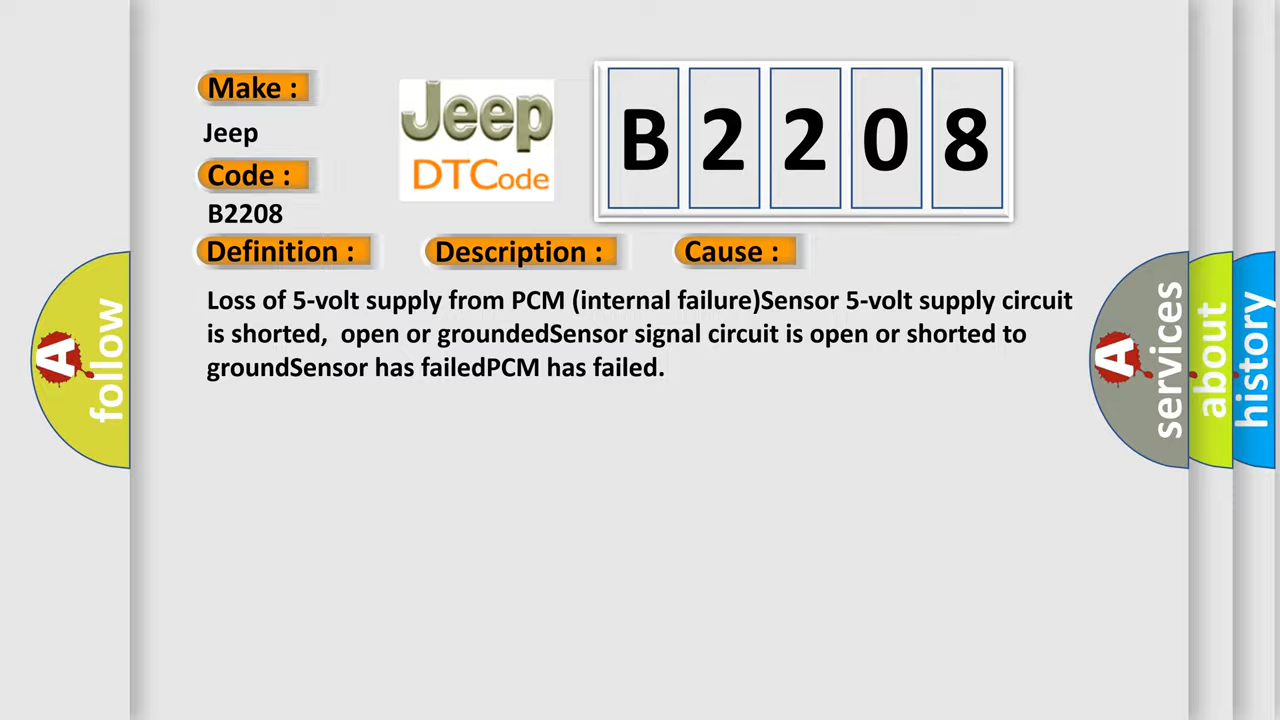 Make :
Jeep
Code :
B2208
Jeep
DTCode
B 2 2 0 8
Definition :
Description :
Cause :
Loss of 5-volt supply from PCM (internal failure)Sensor 5-volt supply circuit
is shorted,  open or groundedSensor signal circuit is open or shorted to
groundSensor has failedPCM has failed.
A follow
A services
about
history